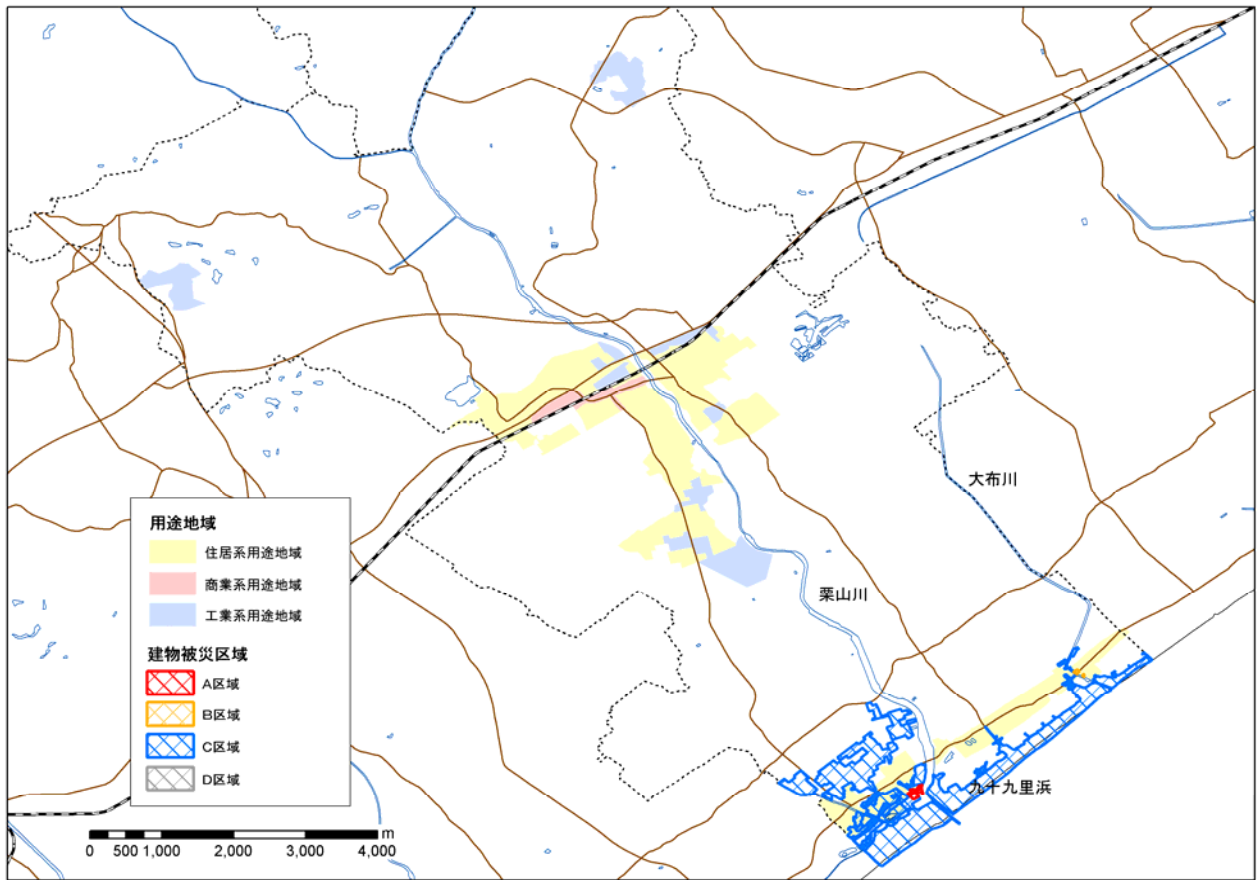 大布川
栗山川
九十九里浜
用途地域
住居系用途地域
商業系用途地域
工業系用途地域
建物被災区域
A区域
B区域
C区域
D区域
m
0 500 1,000 2,000 3,000 4,000